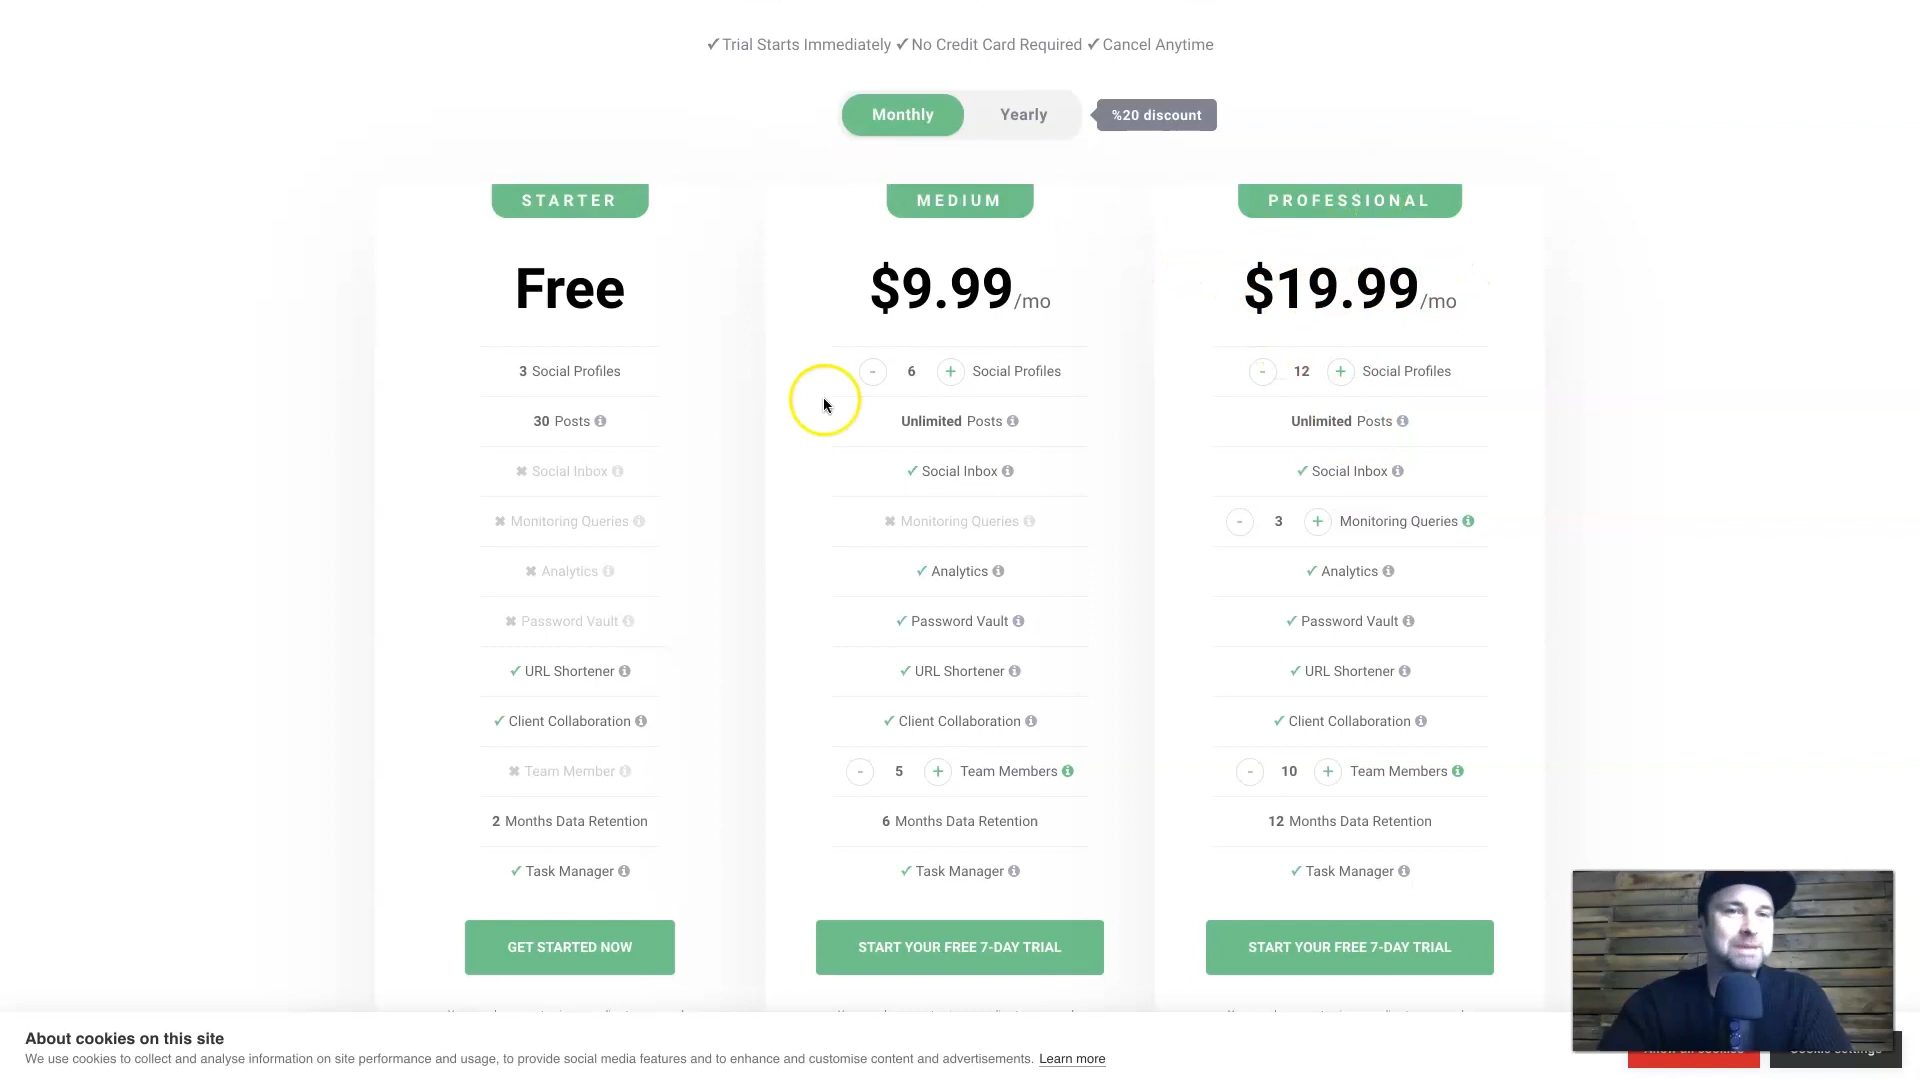 ✓Trial Starts Immediately ✓No Credit Card Required ✓Cancel Anytime
Monthly Yearly %20 discount
STARTER
Free
3 Social Profiles
30 Posts
✖ Social Inbox
✖ Monitoring Queries
✖ Analytics
✖ Password Vault
✓ URL Shortener
✓ Client Collaboration
✖ Team Member
2 Months Data Retention
✓ Task Manager
GET STARTED NOW
MEDIUM
$9.99/mo
- 6 + Social Profiles
Unlimited Posts
✓ Social Inbox
✖ Monitoring Queries
✓ Analytics
✓ Password Vault
✓ URL Shortener
✓ Client Collaboration
- 5 + Team Members
6 Months Data Retention
✓ Task Manager
START YOUR FREE 7-DAY TRIAL
PROFESSIONAL
$19.99/mo
- 12 + Social Profiles
Unlimited Posts
✓ Social Inbox
- 3 + Monitoring Queries
✓ Analytics
✓ Password Vault
✓ URL Shortener
✓ Client Collaboration
- 10 + Team Members
12 Months Data Retention
✓ Task Manager
START YOUR FREE 7-DAY TRIAL
About cookies on this site
We use cookies to collect and analyse information on site performance and usage, to provide social media features and to enhance and customise content and advertisements. Learn more